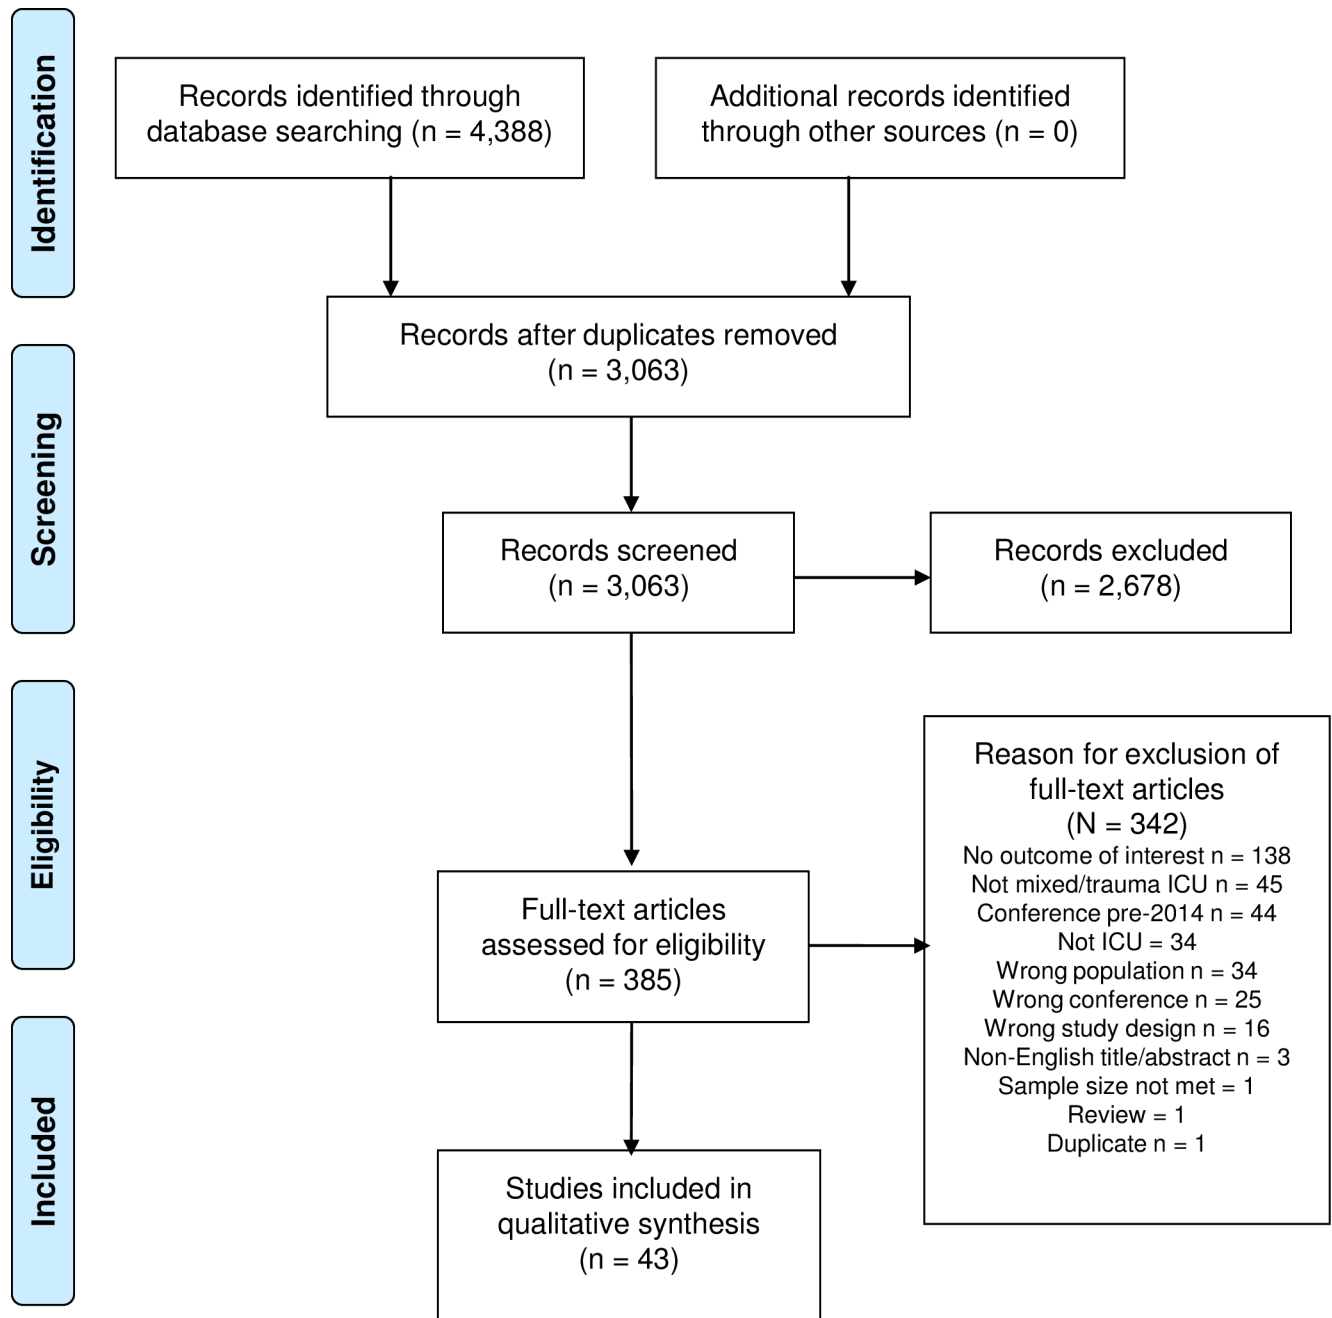 Identification
Records identified through
database searching (n = 4,388)
Additional records identified
through other sources (n = 0)
Records after duplicates removed
(n = 3,063)
Screening
Records screened
(n = 3,063)
Records excluded
(n = 2,678)
Eligibility
Full-text articles
assessed for eligibility
(n = 385)
Reason for exclusion of
full-text articles
(N = 342)
No outcome of interest n = 138
Not mixed/trauma ICU n = 45
Conference pre-2014 n = 44
Not ICU = 34
Wrong population n = 34
Wrong conference n = 25
Wrong study design n = 16
Non-English title/abstract n = 3
Sample size not met = 1
Review = 1
Duplicate n = 1
Included
Studies included in
qualitative synthesis
(n = 43)